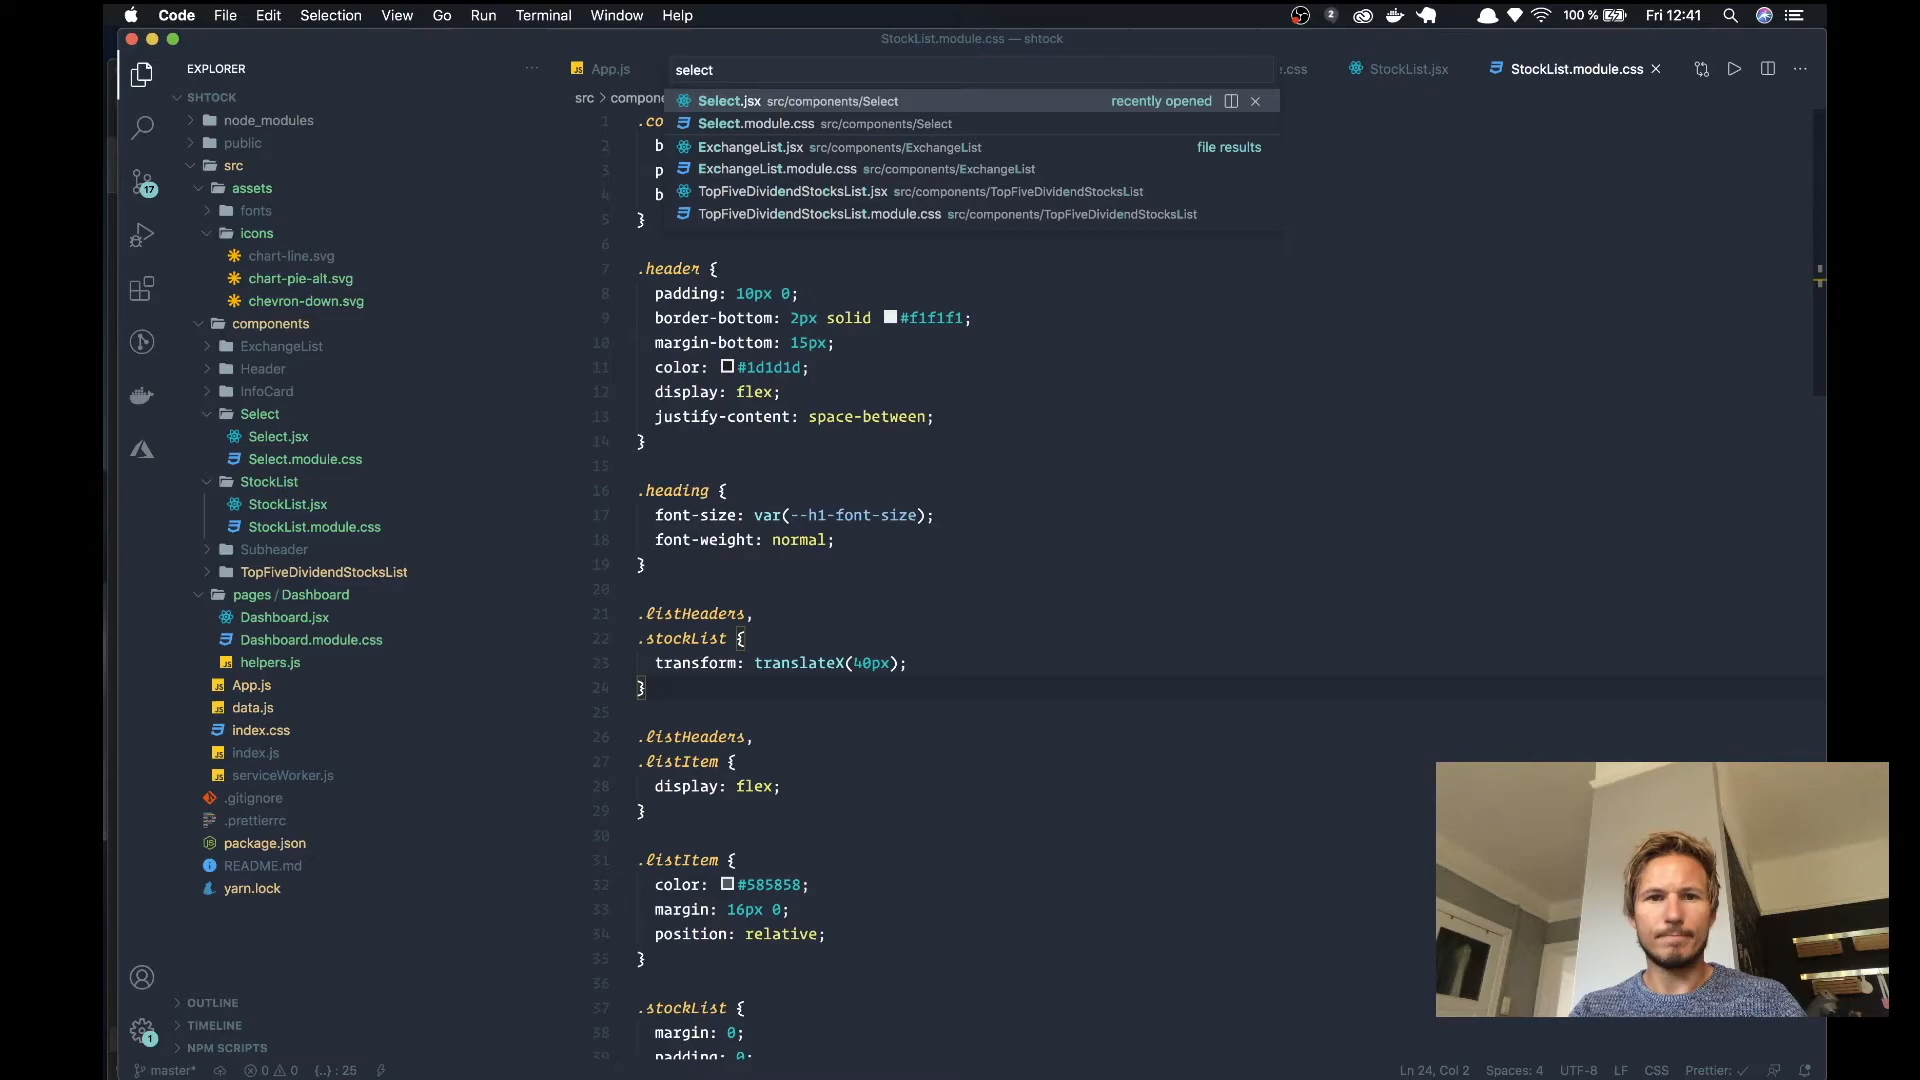 Code File Edit Selection View Go Run Terminal Window Help
2 100 % Fri 12:41
StockList.module.css — shtock
EXPLORER
App.js
select
StockList.jsx
StockList.module.css
SHTOCK
src > compone
Select.jsx src/components/Select recently opened
Select.module.css src/components/Select
ExchangeList.jsx src/components/ExchangeList file results
ExchangeList.module.css src/components/ExchangeList
TopFiveDividendStocksList.jsx src/components/TopFiveDividendStocksList
TopFiveDividendStocksList.module.css src/components/TopFiveDividendStocksList
node_modules
public
src
assets
fonts
icons
chart-line.svg
chart-pie-alt.svg
chevron-down.svg
components
ExchangeList
Header
InfoCard
Select
Select.jsx
Select.module.css
StockList
StockList.jsx
StockList.module.css
Subheader
TopFiveDividendStocksList
pages / Dashboard
Dashboard.jsx
Dashboard.module.css
helpers.js
App.js
data.js
index.css
index.js
serviceWorker.js
.gitignore
.prettierrc
package.json
README.md
yarn.lock
17
1
OUTLINE
TIMELINE
NPM SCRIPTS
1 .co
2 b
3 p
4 b
5 }
6
7 .header {
8 padding: 10px 0;
9 border-bottom: 2px solid #f1f1f1;
10 margin-bottom: 15px;
11 color: #1d1d1d;
12 display: flex;
13 justify-content: space-between;
14 }
15
16 .heading {
17 font-size: var(--h1-font-size);
18 font-weight: normal;
19 }
20
21 .listHeaders,
22 .stockList {
23 transform: translateX(40px);
24 }
25
26 .listHeaders,
27 .listItem {
28 display: flex;
29 }
30
31 .listItem {
32 color: #585858;
33 margin: 16px 0;
34 position: relative;
35 }
36
37 .stockList {
38 margin: 0;
39 padding: 0;
master* 0 0 {..} : 25
Ln 24, Col 2 Spaces: 4 UTF-8 LF CSS Prettier: ✓